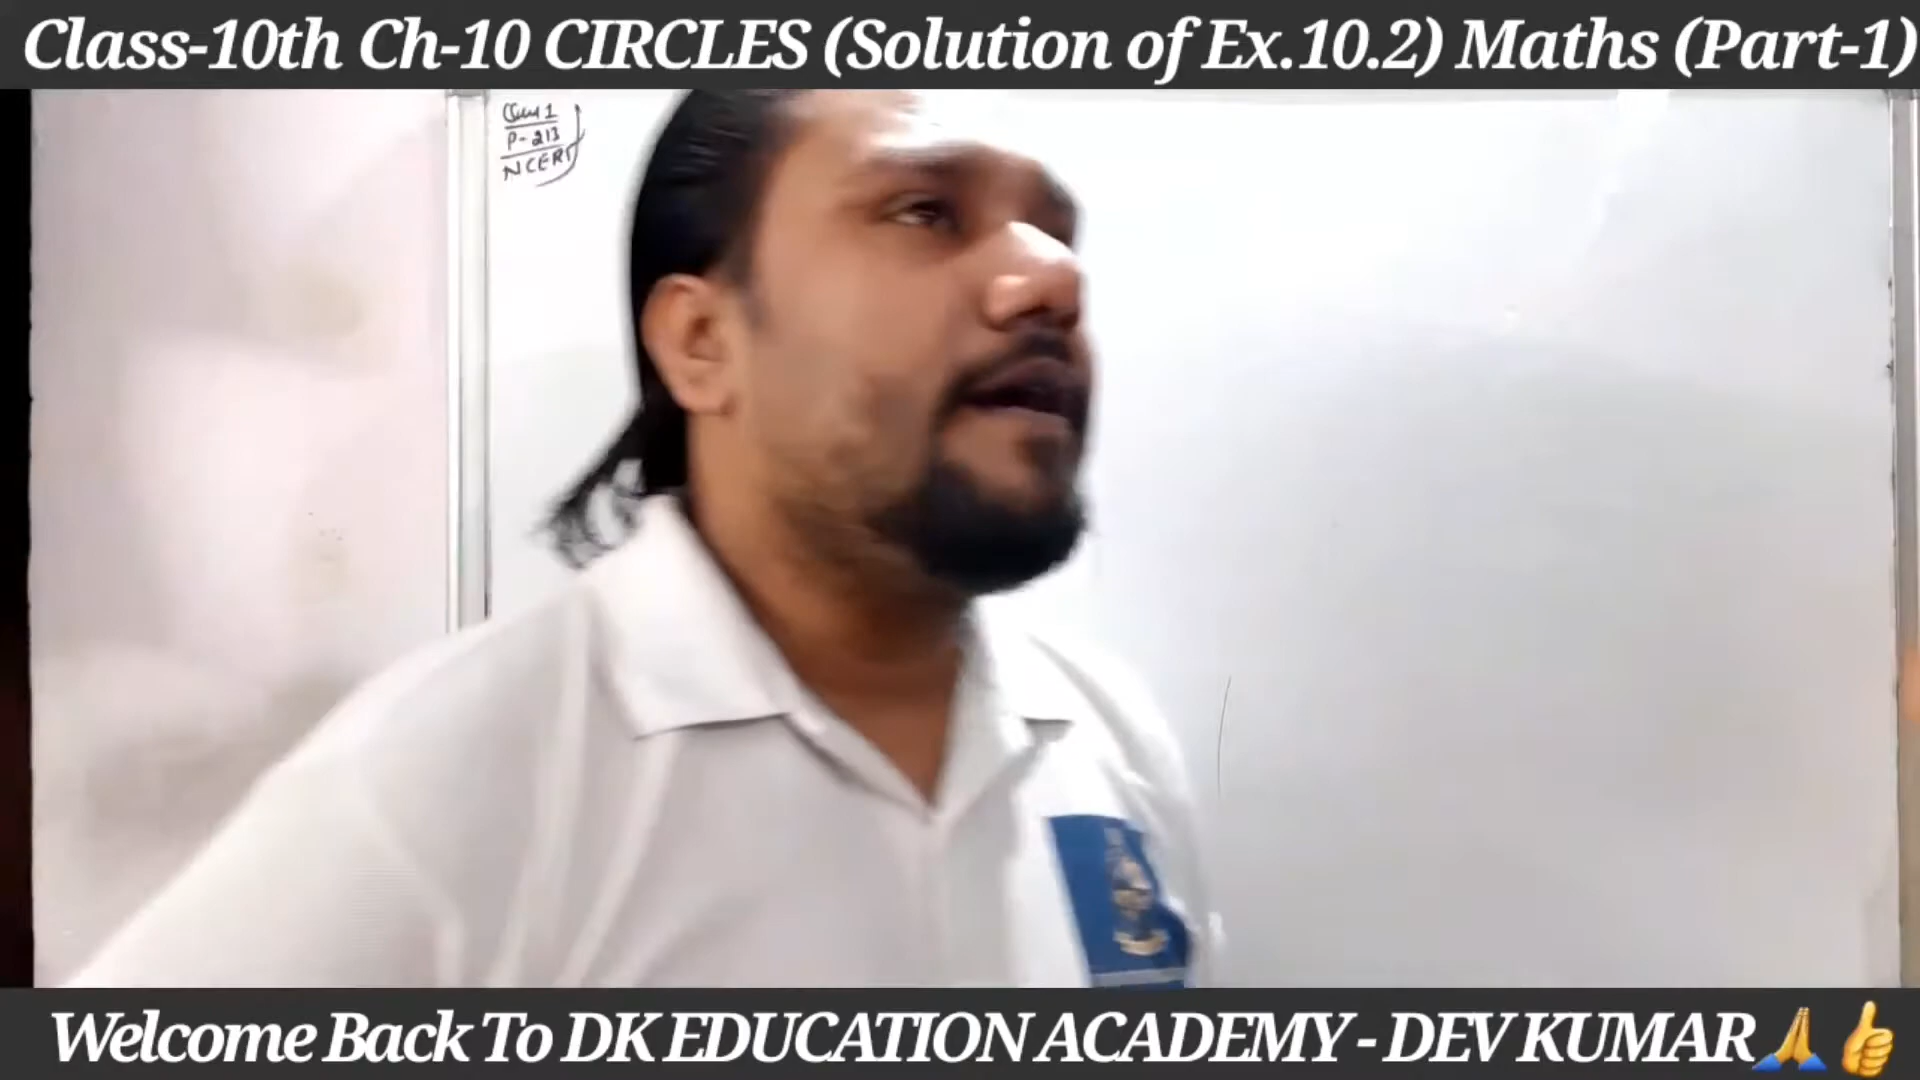 Class-10th Ch-10 CIRCLES (Solution of Ex.10.2) Maths (Part-1)
P-213
NCERT
Welcome Back To DK EDUCATION ACADEMY - DEV KUMAR🙏👍